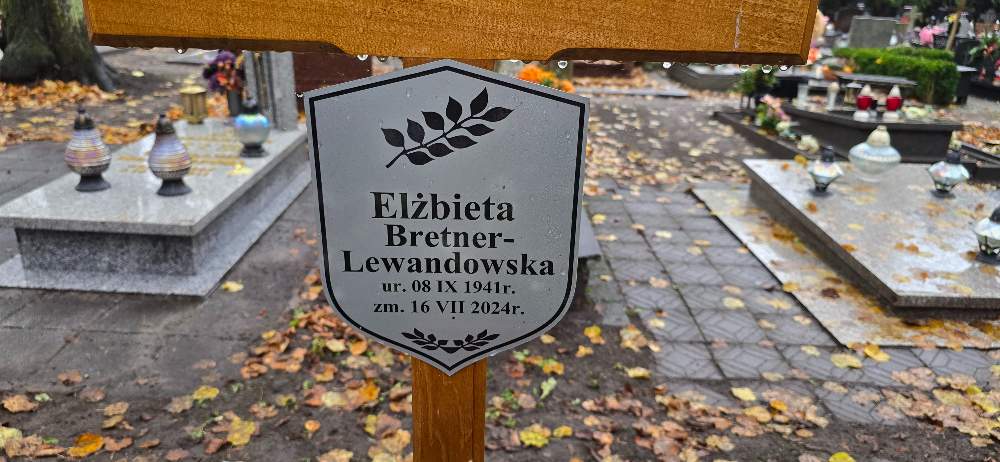 Elżbieta
Bretner-
Lewandowska
ur. 08 IX 1941r.
zm. 16 VII 2024r.